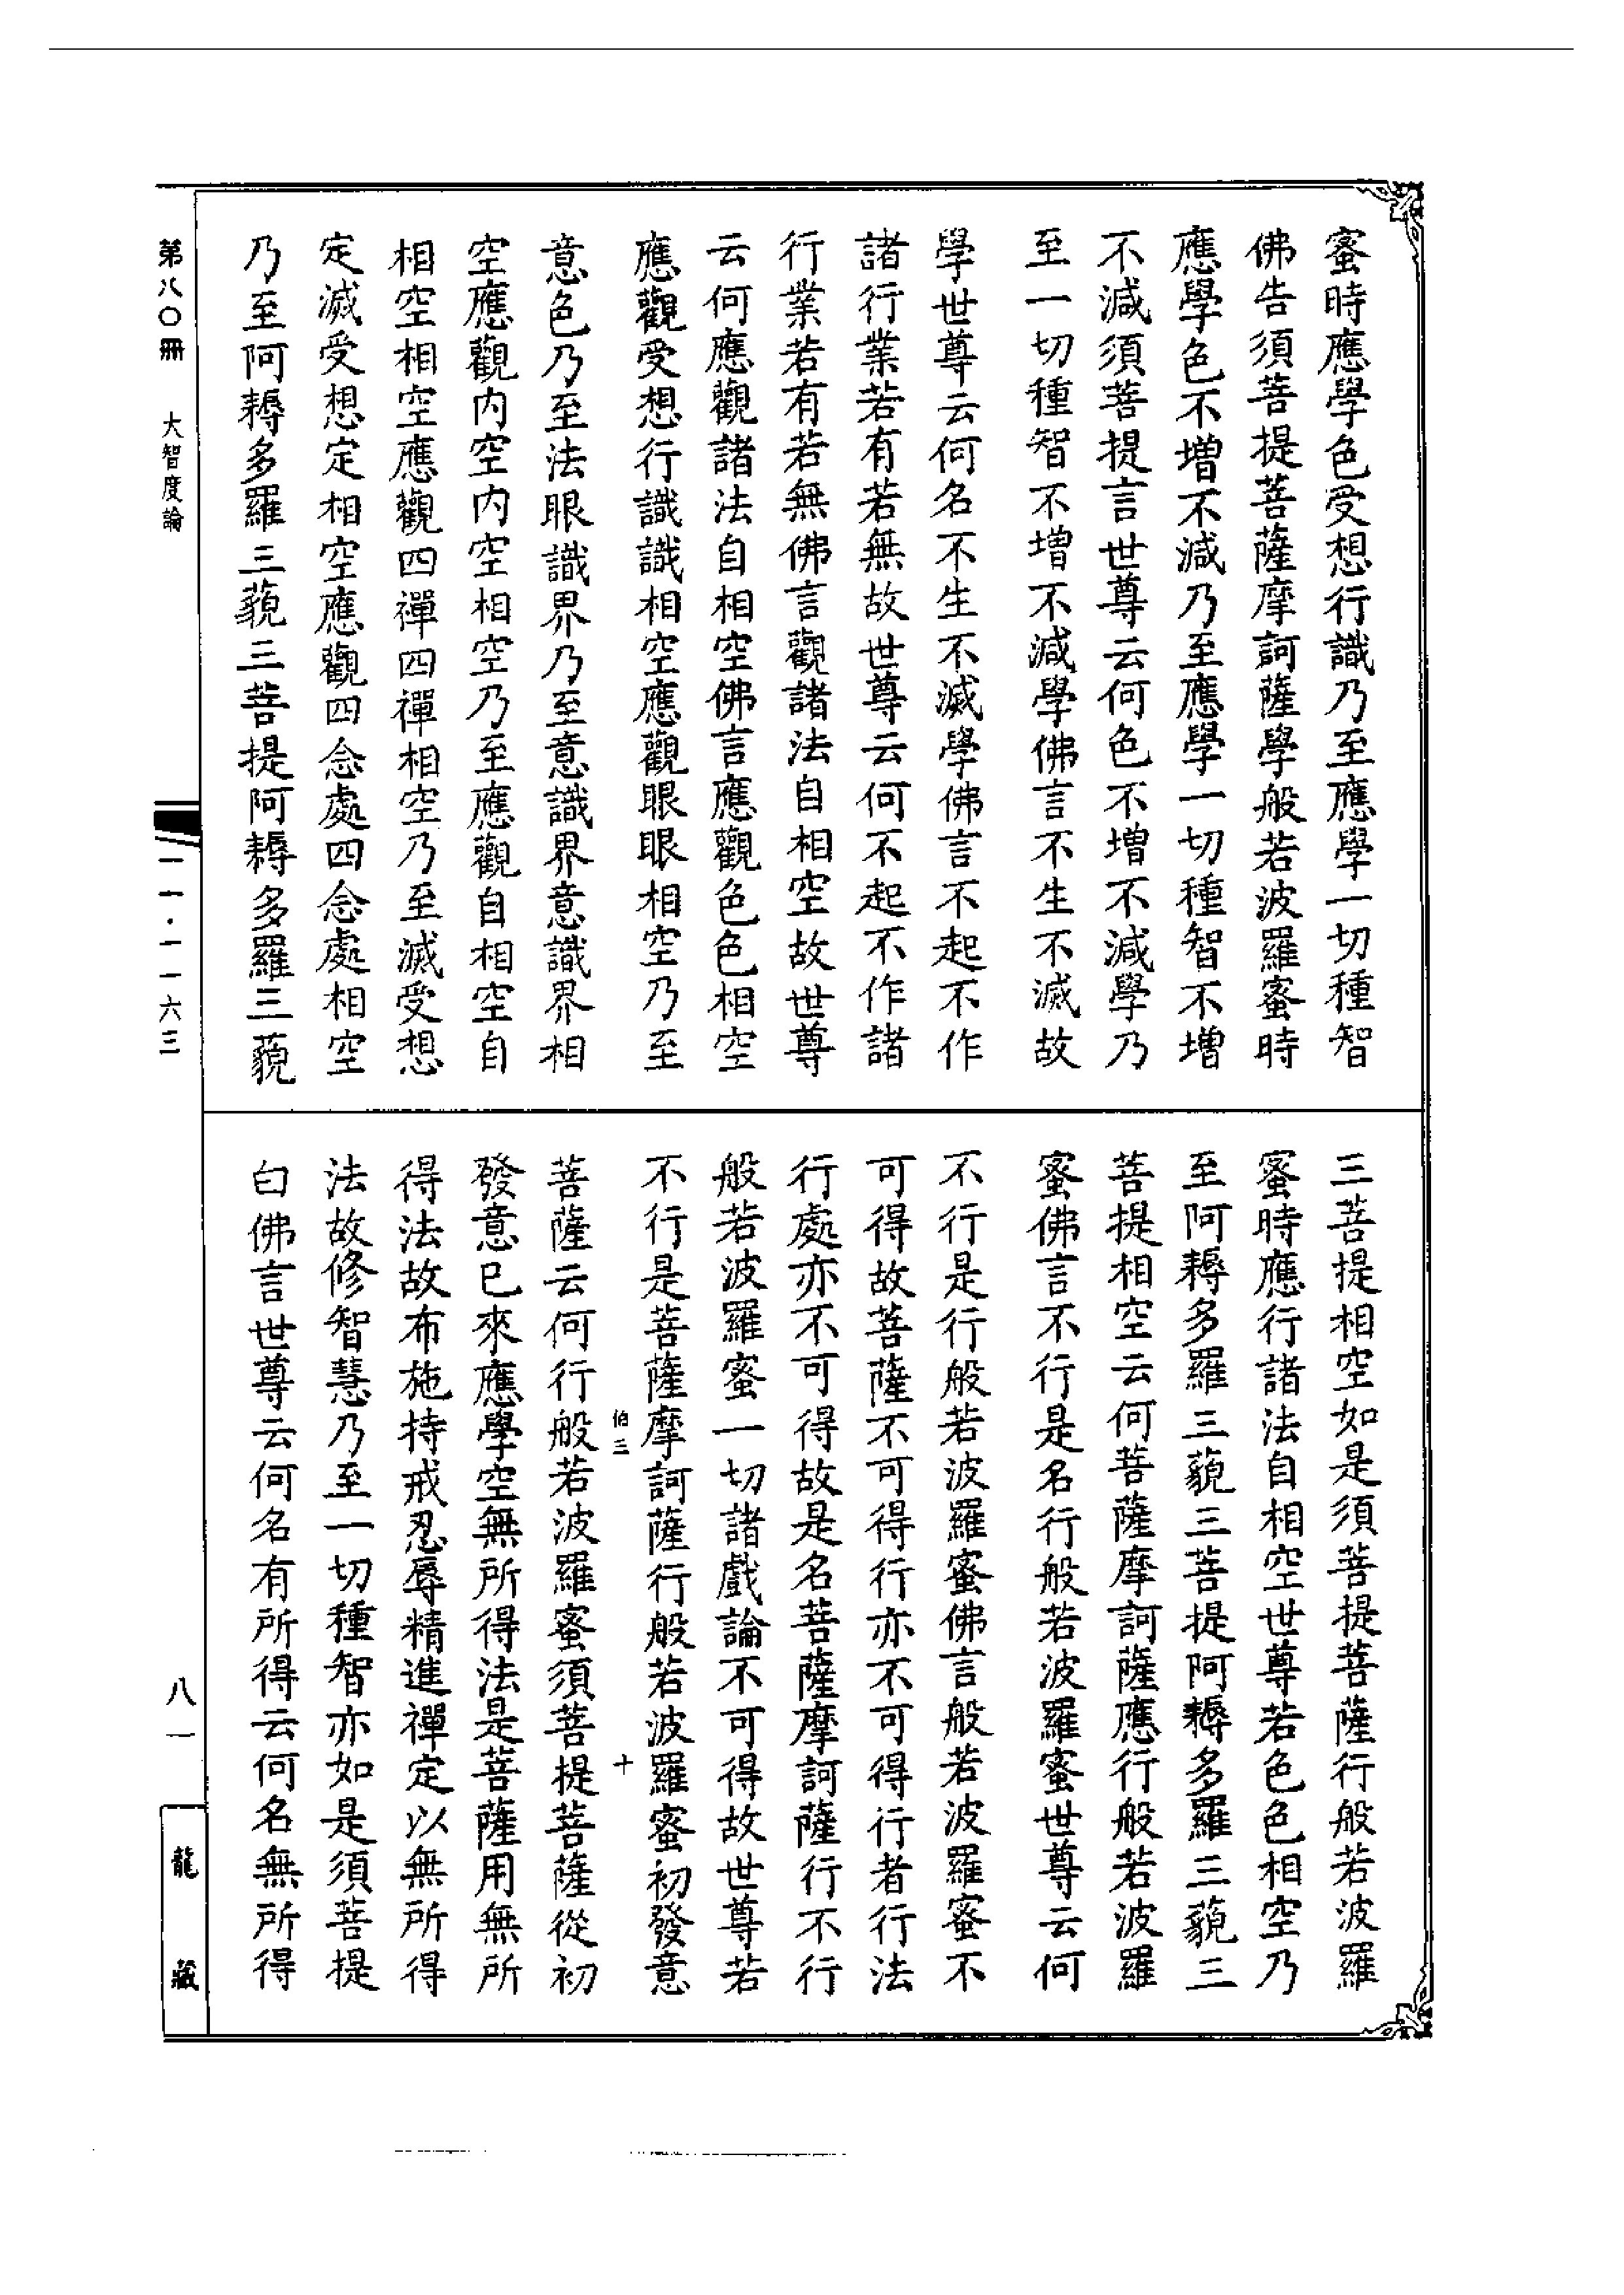 蜜時應學色受想行識乃至應學一切種智
佛告須菩提菩薩摩訶薩學般若波羅蜜時
應學色不增不減乃至應學一切種智不增
不減須菩提言世尊云何色不增不減學乃
至一切種智不增不減學佛言不生不滅故
學世尊云何名不生不滅學佛言不起不作
諸行業若有若無故世尊云何不起不作諸
行業若有若無佛言觀諸法自相空故世尊
云何應觀諸法自相空佛言應觀色色相空
應觀受想行識識相空應觀眼眼相空乃至
意色乃至法眼識界乃至意識界意識界相
空應觀內空內空相空乃至應觀自相空自
相空相空應觀四禪四禪相空乃至滅受想
定滅受想定相空應觀四念處四念處相空
乃至阿耨多羅三藐三菩提阿耨多羅三藐
三菩提相空如是須菩提菩薩行般若波羅
蜜時應行諸法自相空世尊若色色相空乃
至阿耨多羅三藐三菩提阿耨多羅三藐三
菩提相空云何菩薩摩訶薩應行般若波羅
蜜佛言不行是名行般若波羅蜜世尊云何
不行是行般若波羅蜜佛言般若波羅蜜不
可得故菩薩不可得行亦不可得行者行法
行處亦不可得故是名菩薩摩訶薩行不行
般若波羅蜜一切諸戲論不可得故世尊若
不行是菩薩摩訶薩行般若波羅蜜初發意
伯三 十
菩薩云何行般若波羅蜜須菩提菩薩從初
發意已來應學空無所得法是菩薩用無所
得法故布施持戒忍辱精進禪定以無所得
法故修智慧乃至一切種智亦如是須菩提
白佛言世尊云何名有所得云何名無所得
第八〇冊 大智度論 一一·一一六三 八一 龍藏